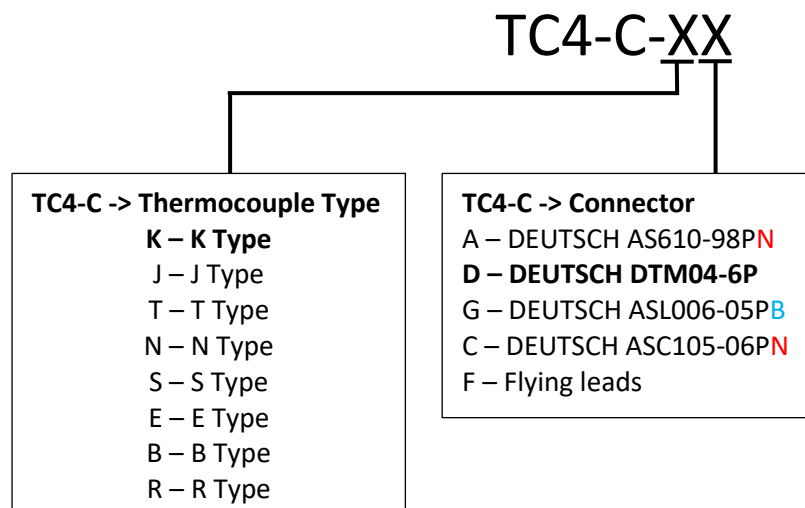 TC4-C-XX
TC4-C -> Thermocouple Type
K – K Type
J – J Type
T – T Type
N – N Type
S – S Type
E – E Type
B – B Type
R – R Type
TC4-C -> Connector
A – DEUTSCH AS610-98PN
D – DEUTSCH DTM04-6P
G – DEUTSCH ASL006-05PB
C – DEUTSCH ASC105-06PN
F – Flying leads